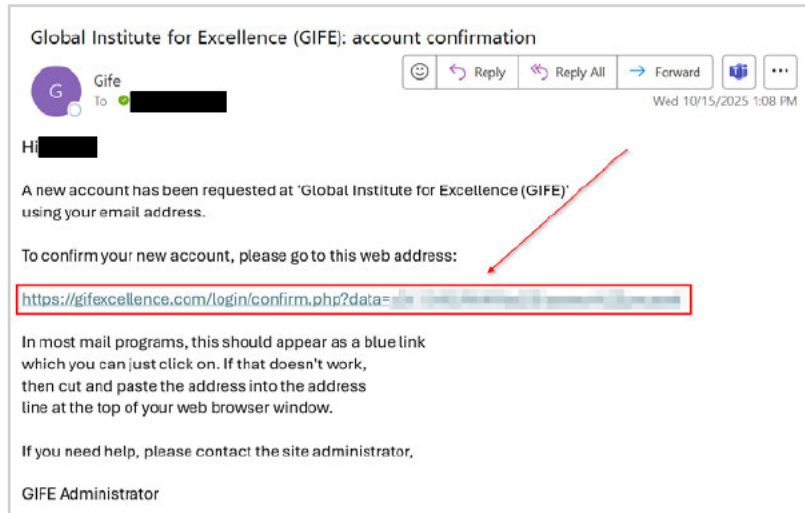 Global Institute for Excellence (GIFE): account confirmation
G
Gife
Reply
Reply All
Forward
To
Wed 10/15/2025 1:08 PM
Hi
A new account has been requested at 'Global Institute for Excellence (GIFE)'
using your email address.
To confirm your new account, please go to this web address:
https://gifexcellence.com/login/confirm.php?data=
In most mail programs, this should appear as a blue link
which you can just click on. If that doesn't work,
then cut and paste the address into the address
line at the top of your web browser window.
If you need help, please contact the site administrator,
GIFE Administrator